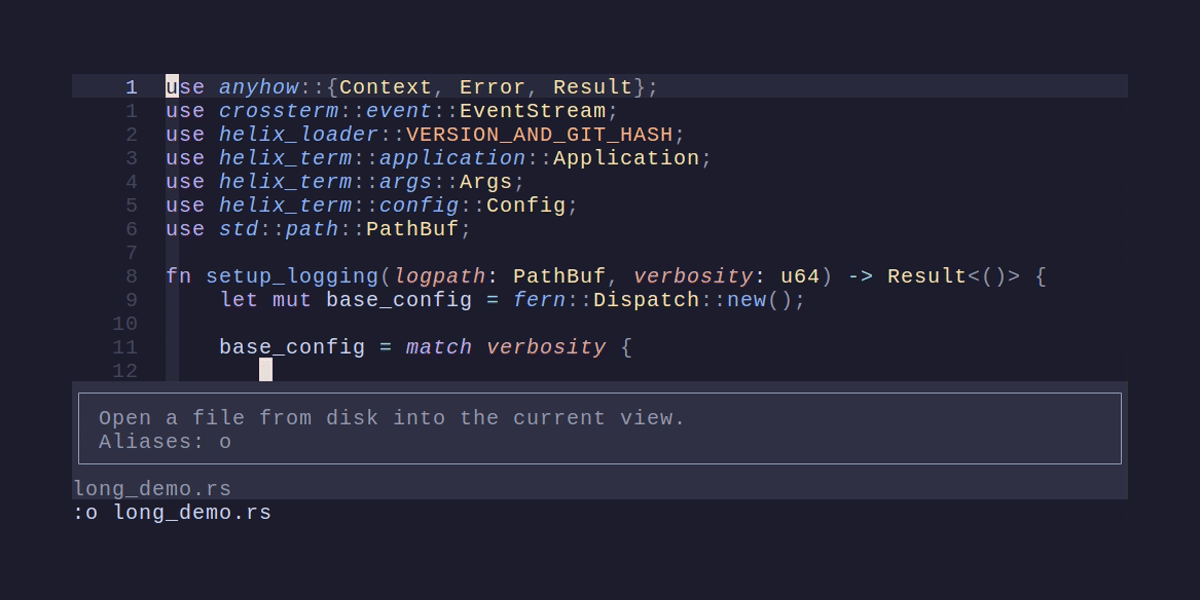 1 use anyhow::{Context, Error, Result};
1 use crossterm::event::EventStream;
2 use helix_loader::VERSION_AND_GIT_HASH;
3 use helix_term::application::Application;
4 use helix_term::args::Args;
5 use helix_term::config::Config;
6 use std::path::PathBuf;
7
8 fn setup_logging(logpath: PathBuf, verbosity: u64) -> Result<()> {
9 let mut base_config = fern::Dispatch::new();
10
11 base_config = match verbosity {
12
Open a file from disk into the current view.
Aliases: o
long_demo.rs
:o long_demo.rs